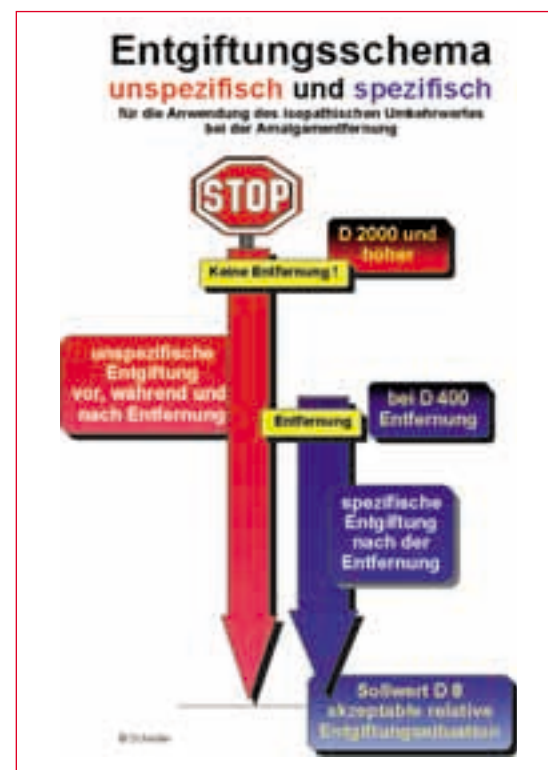 Entgiftungsschema
unspezifisch und spezifisch
für die Anwendung des isopathischen Umkehrwertes
bei der Amalgamentfernung
STOP
D 2000 und
hoher
Keine Entfernung !
unspezifische
Entgiftung
vor, während und
nach Entfernung
bei D 400
Entfernung
Entfernung
spezifische
Entgiftung
nach der
Entfernung
Sollwert D 8
akzeptable relative
Entgiftungssituation